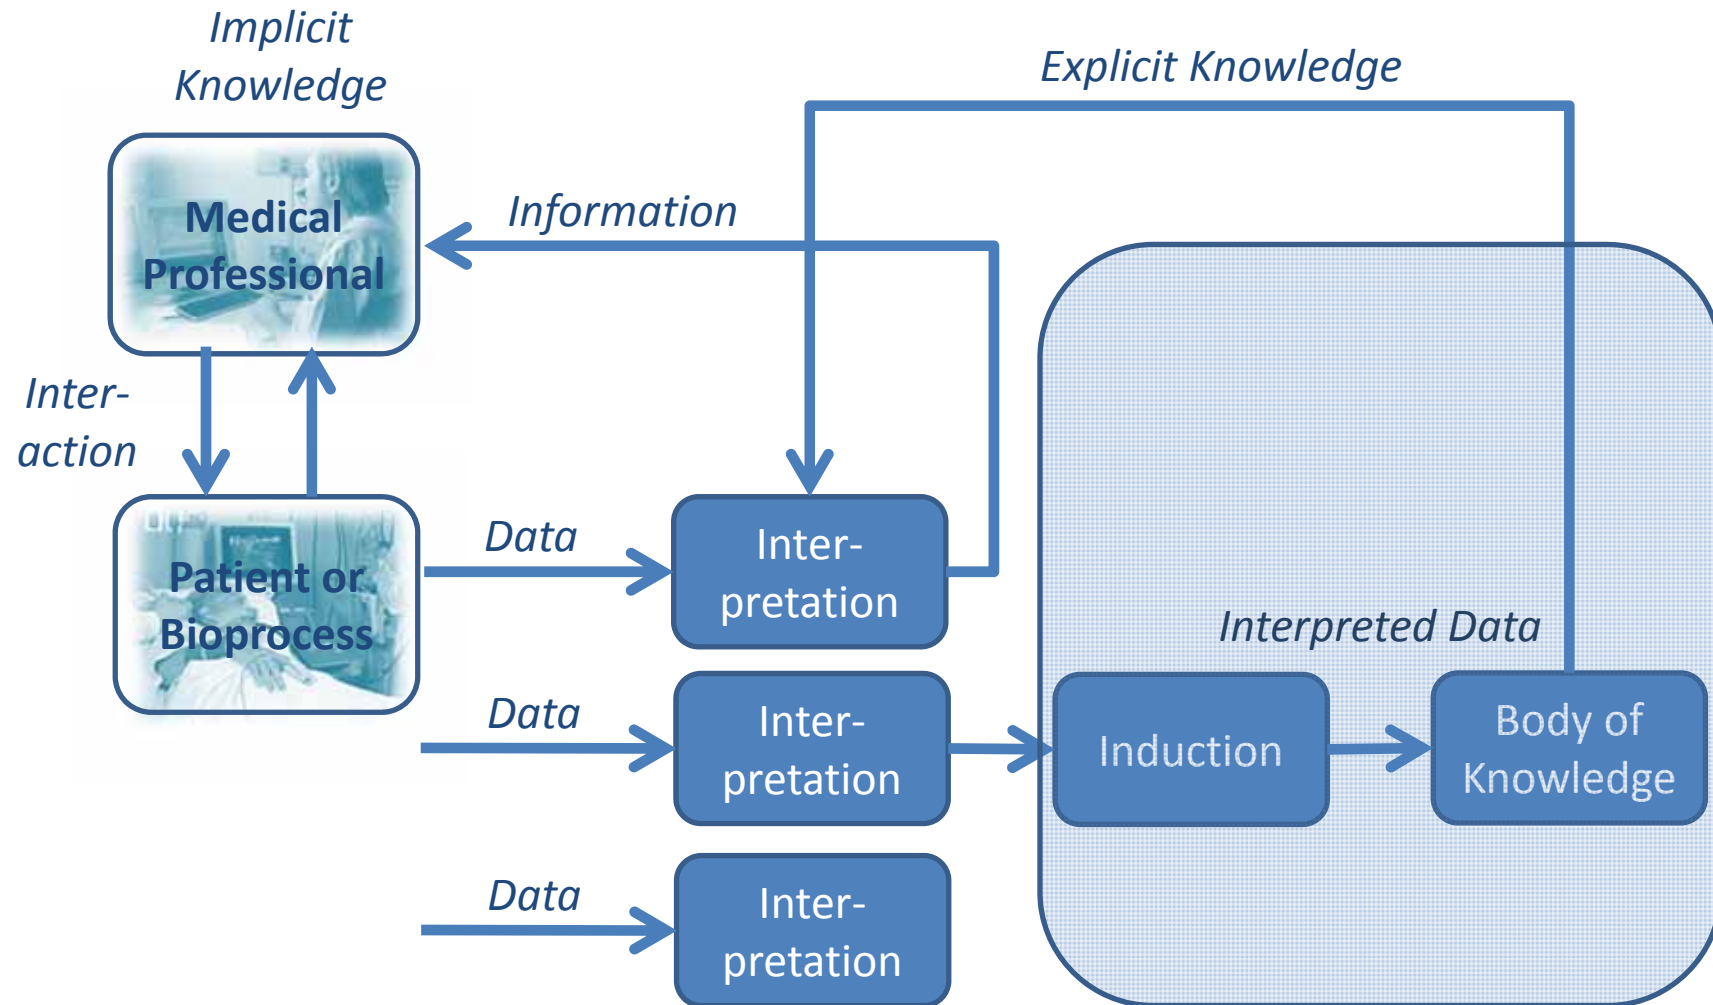 Implicit
Knowledge
Explicit Knowledge
Medical
Professional
Information
Inter-
action
Patient or
Bioprocess
Data
Inter-
pretation
Interpreted Data
Data
Inter-
pretation
Induction
Body of
Knowledge
Data
Inter-
pretation